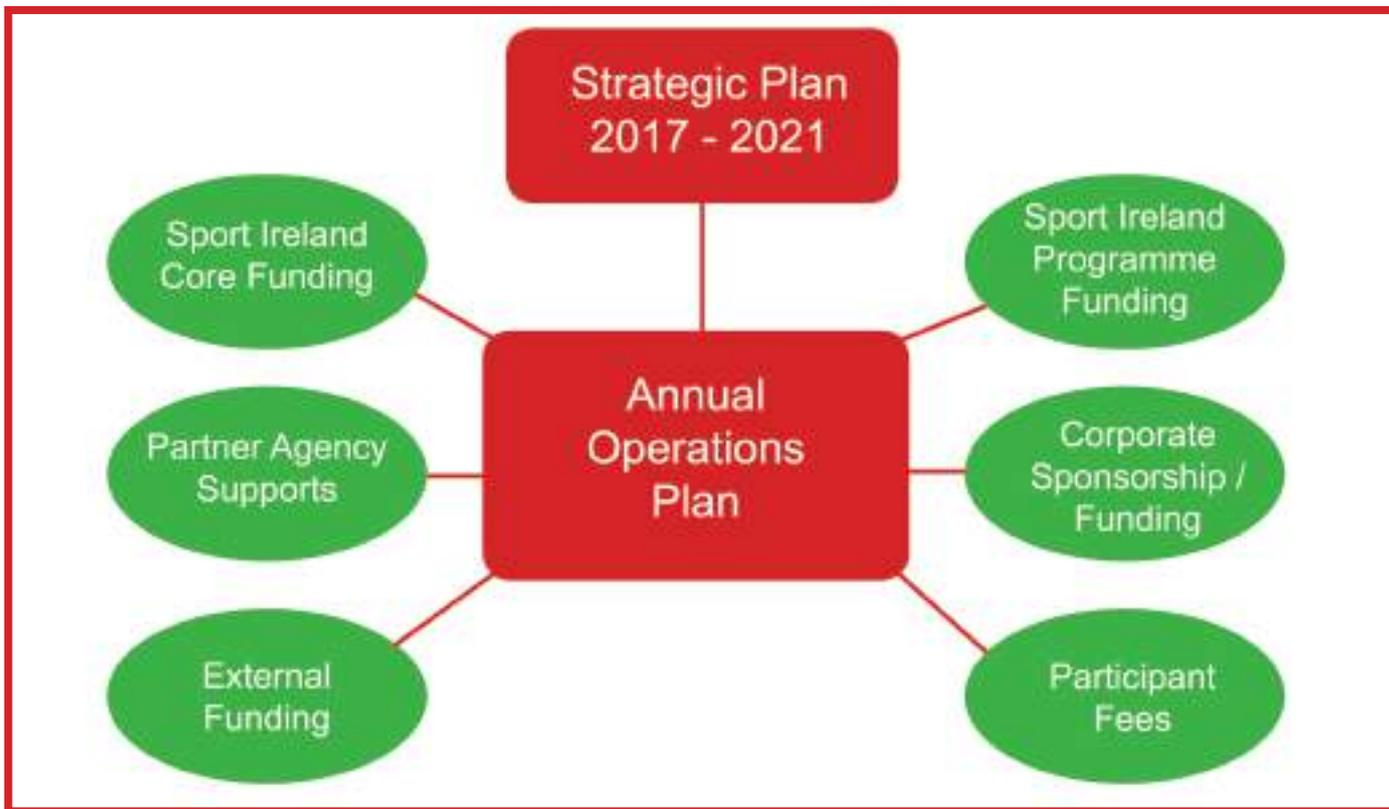 Strategic Plan
2017 - 2021
Sport Ireland
Core Funding
Sport Ireland
Programme
Funding
Annual
Operations
Plan
Partner Agency
Supports
Corporate
Sponsorship /
Funding
External
Funding
Participant
Fees